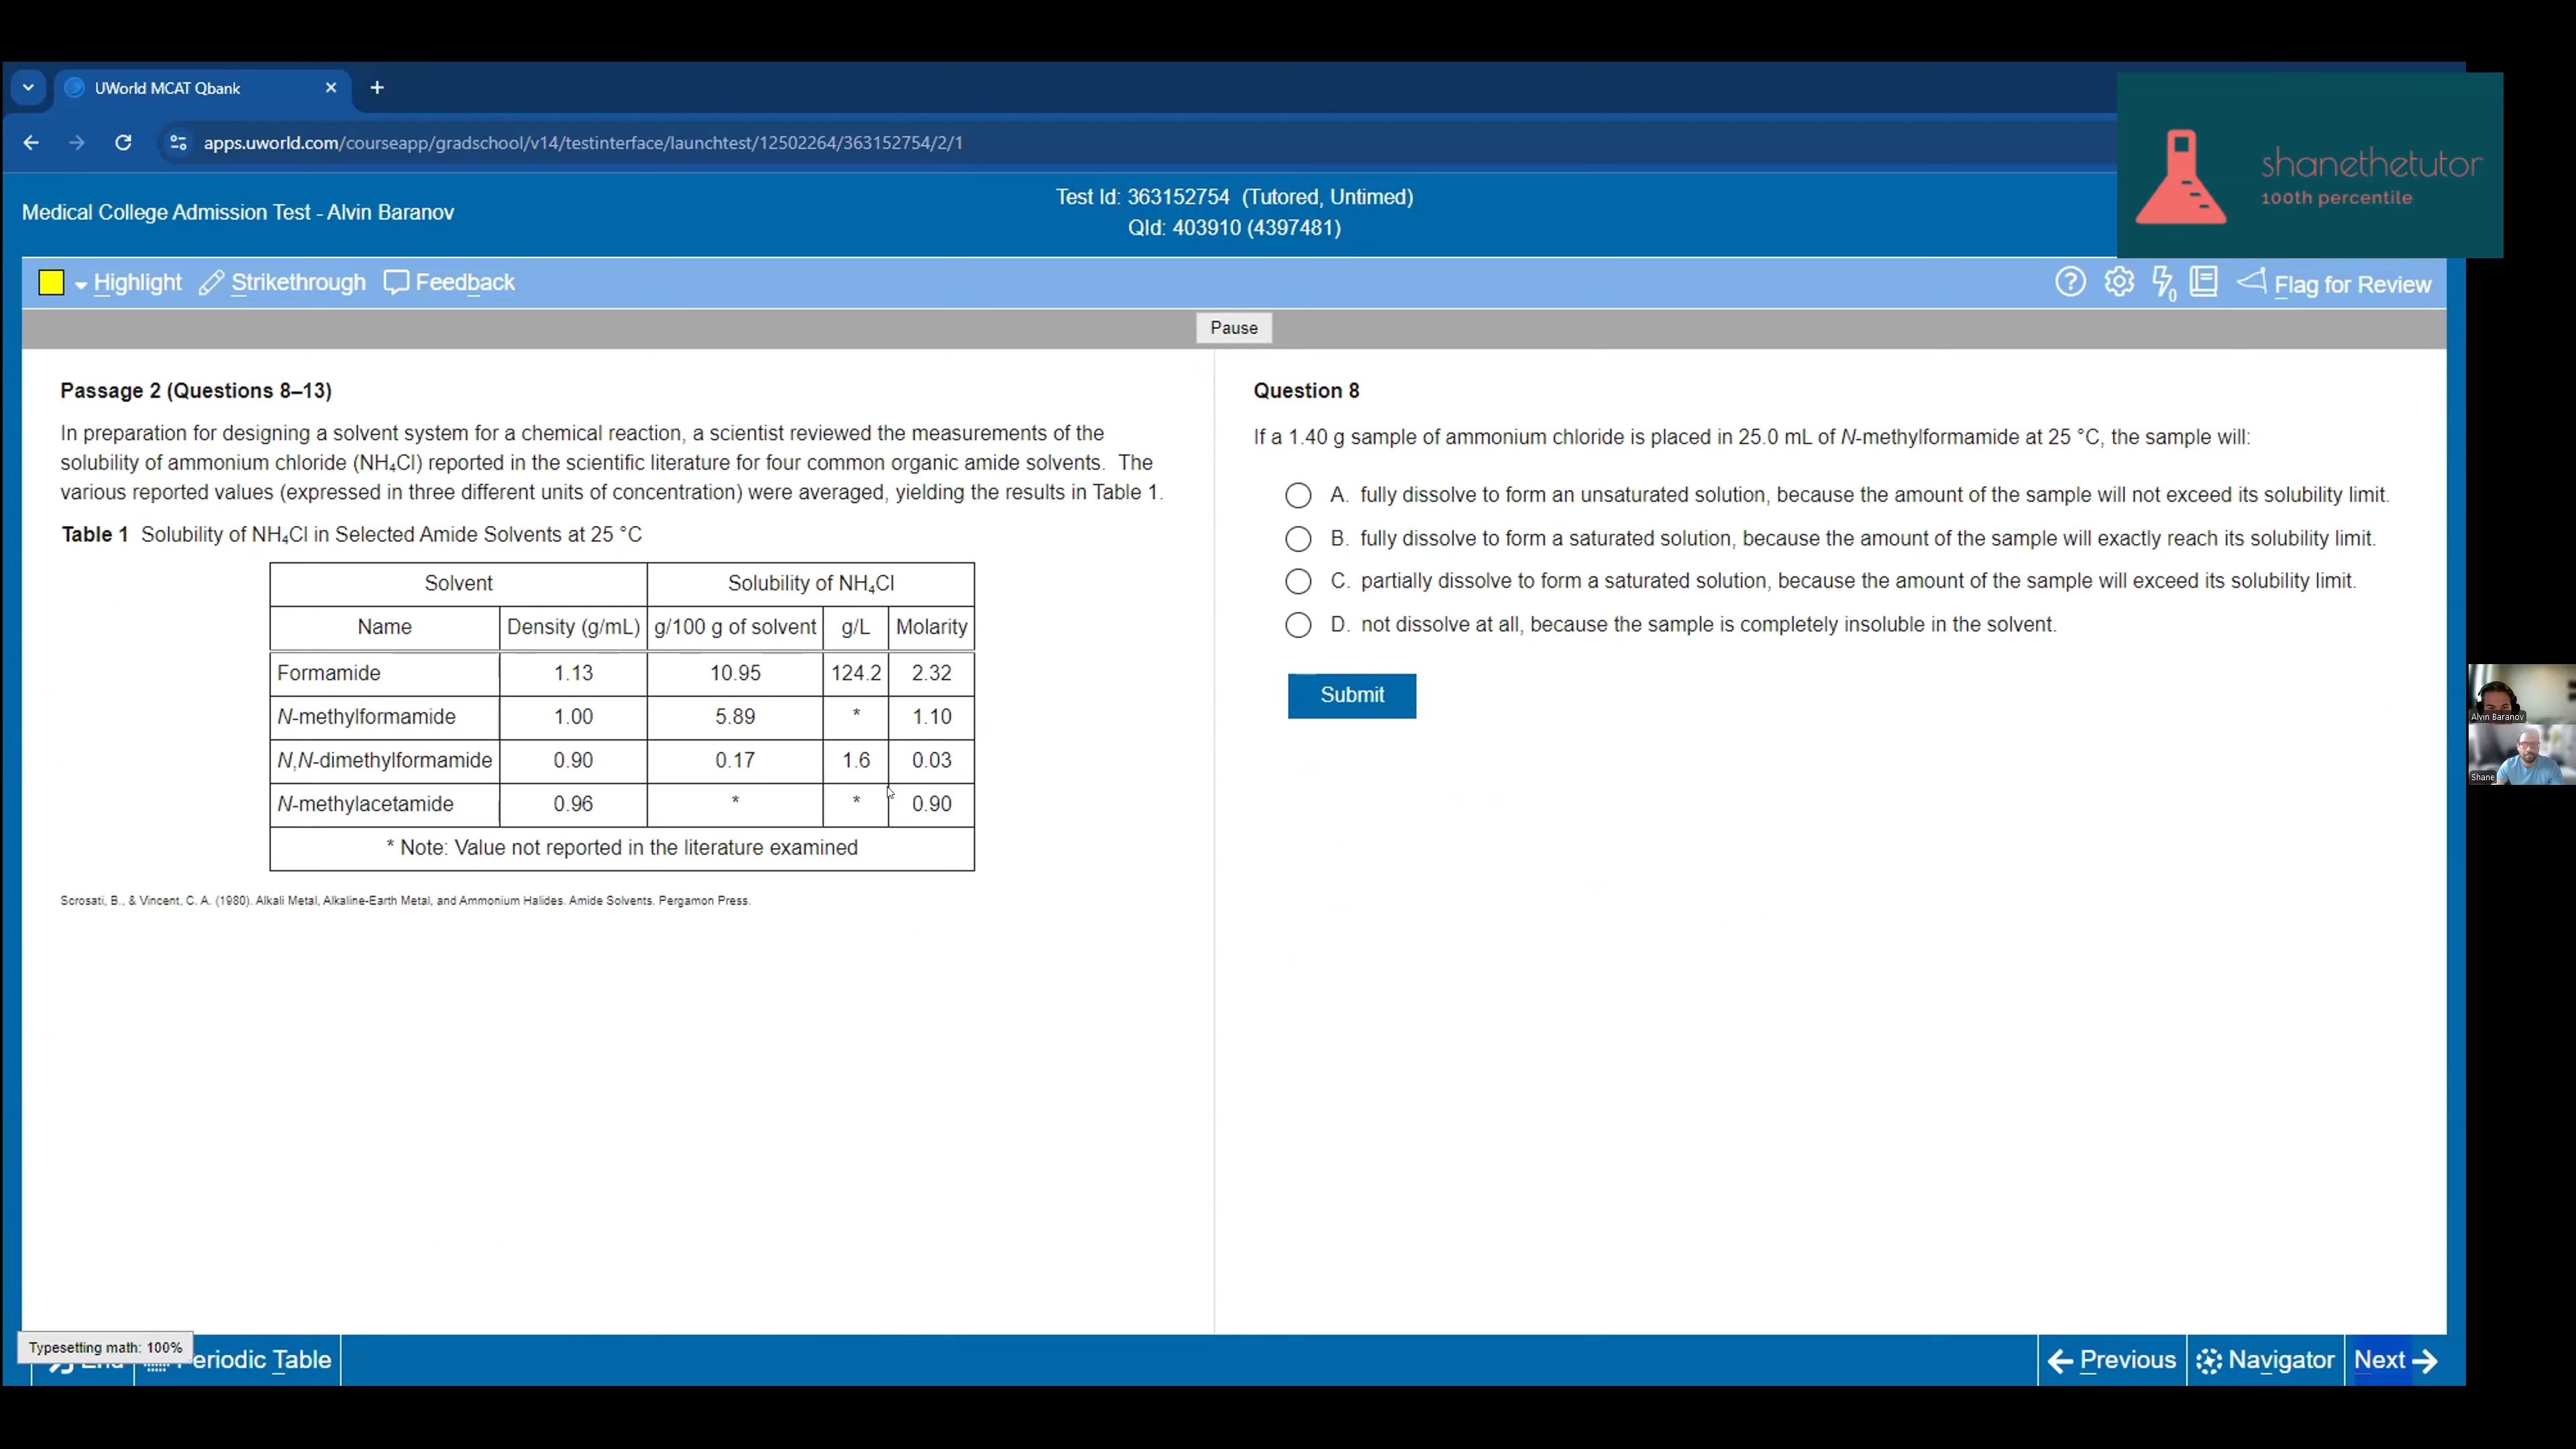 UWorld MCAT Qbank
apps.uworld.com/courseapp/gradschool/v14/testinterface/launchtest/12502264/363152754/2/1
shanethetutor
100th percentile
Medical College Admission Test - Alvin Baranov
Test Id: 363152754 (Tutored, Untimed)
QId: 403910 (4397481)
Highlight Strikethrough Feedback
0 Flag for Review
Pause
Passage 2 (Questions 8–13)
In preparation for designing a solvent system for a chemical reaction, a scientist reviewed the measurements of the
solubility of ammonium chloride (NH₄Cl) reported in the scientific literature for four common organic amide solvents. The
various reported values (expressed in three different units of concentration) were averaged, yielding the results in Table 1.
Table 1 Solubility of NH₄Cl in Selected Amide Solvents at 25 °C
Solvent Solubility of NH₄Cl
Name Density (g/mL) g/100 g of solvent g/L Molarity
Formamide 1.13 10.95 124.2 2.32
N-methylformamide 1.00 5.89 * 1.10
N,N-dimethylformamide 0.90 0.17 1.6 0.03
N-methylacetamide 0.96 * * 0.90
* Note: Value not reported in the literature examined
Scrosati, B., & Vincent, C. A. (1980). Alkali Metal, Alkaline-Earth Metal, and Ammonium Halides. Amide Solvents. Pergamon Press.
Question 8
If a 1.40 g sample of ammonium chloride is placed in 25.0 mL of N-methylformamide at 25 °C, the sample will:
A. fully dissolve to form an unsaturated solution, because the amount of the sample will not exceed its solubility limit.
B. fully dissolve to form a saturated solution, because the amount of the sample will exactly reach its solubility limit.
C. partially dissolve to form a saturated solution, because the amount of the sample will exceed its solubility limit.
D. not dissolve at all, because the sample is completely insoluble in the solvent.
Submit
Alvin Baranov
Shane
Typesetting math: 100%
End Periodic Table
Previous Navigator Next